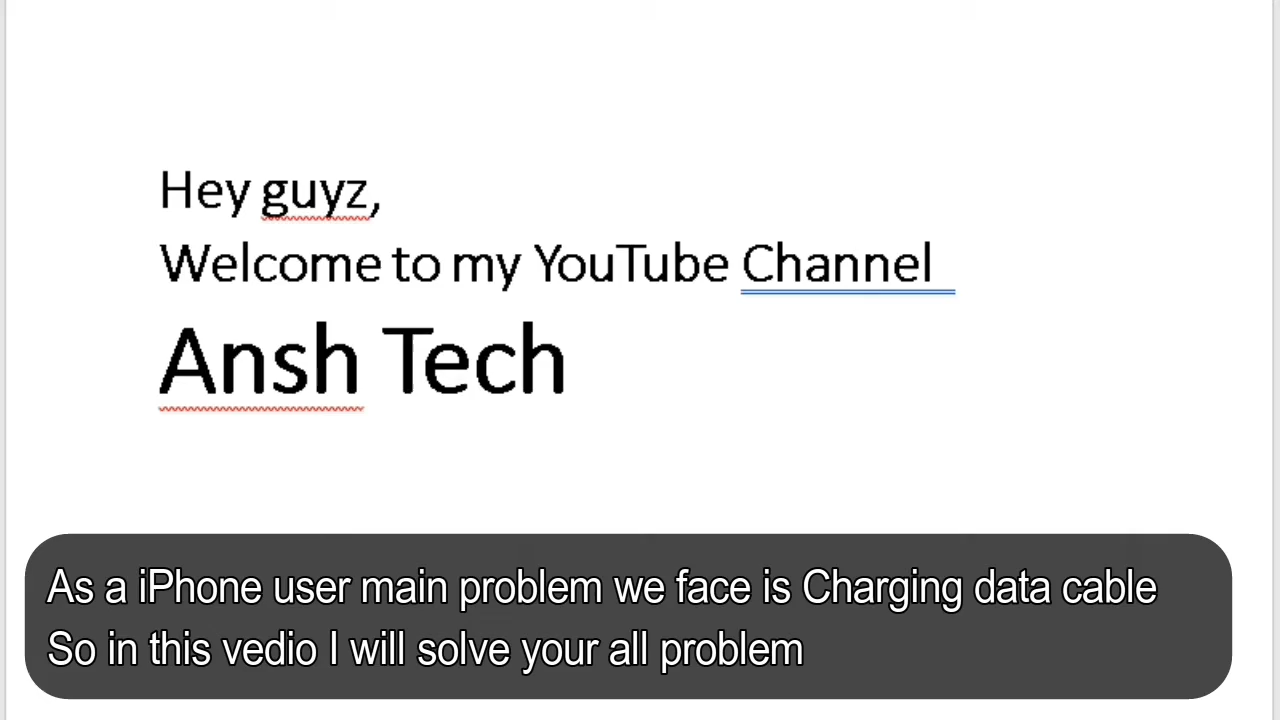 Hey guyz,
Welcome to my YouTube Channel
Ansh Tech
As a iPhone user main problem we face is Charging data cable
So in this vedio I will solve your all problem